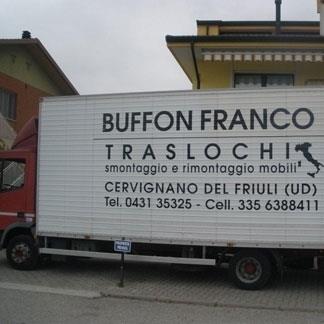 BUFFON FRANCO
TRASLOCHI
smontaggio e rimontaggio mobili
CERVIGNANO DEL FRIULI (UD)
Tel. 0431 35325 - Cell. 335 6388411